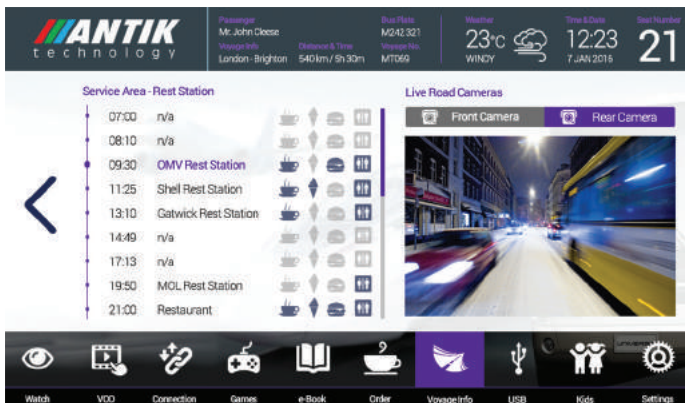 ANTIK
technology
Passenger
Mr. John Cleese
Voyage Info
London - Brighton
Distance & Time
540 km / 5h 30m
Bus Plate
M242 321
Voyage No.
MT069
Weather
23°C
WINDY
Time & Date
12:23
7 JAN 2016
Seat Number
21
Service Area - Rest Station
07:00 n/a
08:10 n/a
09:30 OMV Rest Station
11:25 Shell Rest Station
13:10 Gatwick Rest Station
14:49 n/a
17:13 n/a
19:50 MOL Rest Station
21:00 Restaurant
Live Road Cameras
Front Camera
Rear Camera
Watch
VOD
Connection
Games
e-Book
Order
Voyage Info
USB
Kids
Settings